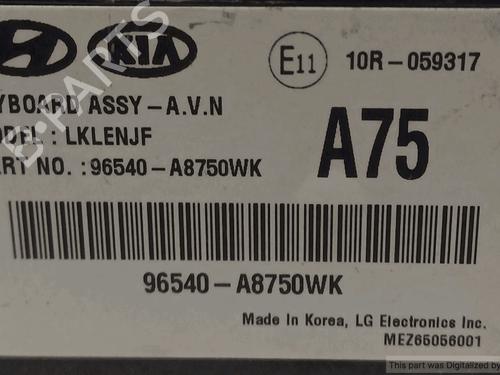 KIA
E11 10R-059317
YBOARD ASSY-A.V.N
ODEL : LKLENJF
ART NO. : 96540-A8750WK
A75
96540-A8750WK
Made In Korea, LG Electronics Inc.
MEZ65056001
This part was Digitalized by